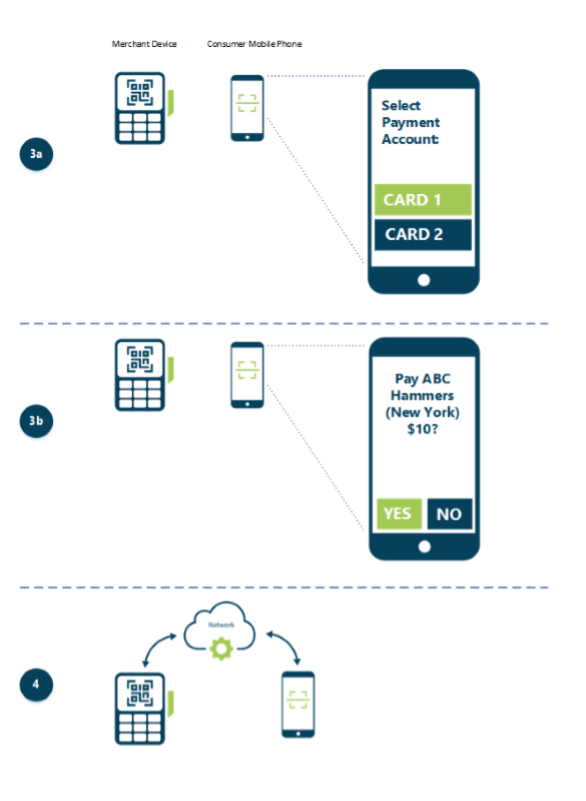 Merchant Device
Consumer Mobile Phone
3a
Select
Payment
Account:
CARD 1
CARD 2
3b
Pay ABC
Hammers
(New York)
$10?
YES
NO
4
Network